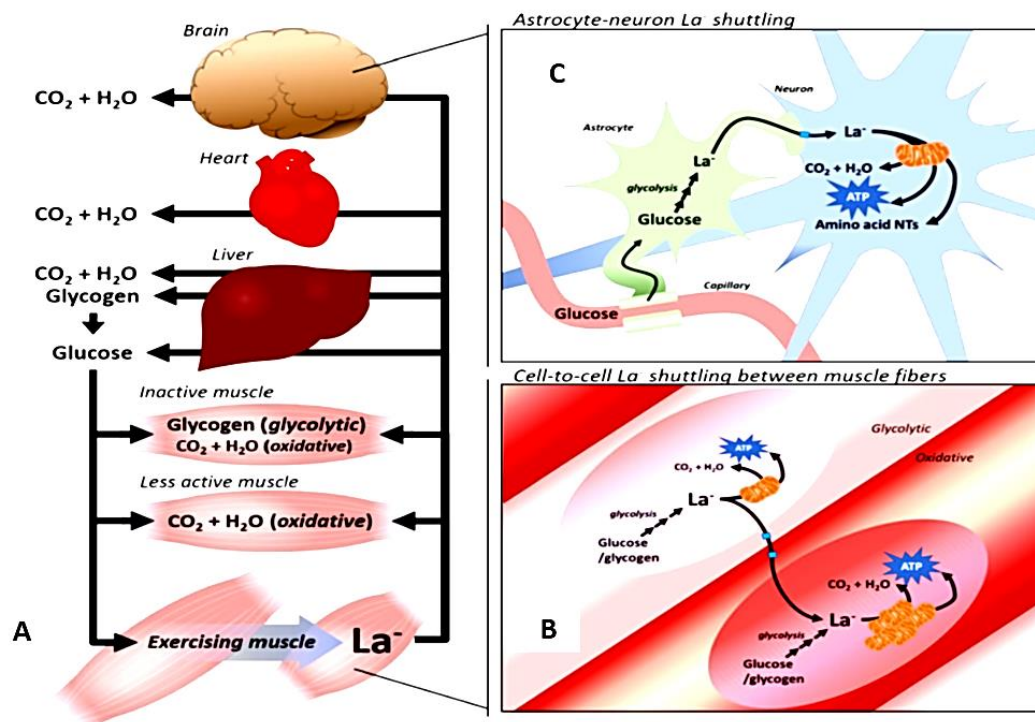 Brain
CO₂ + H₂O
Heart
CO₂ + H₂O
Liver
CO₂ + H₂O
Glycogen
Glucose
Inactive muscle
Glycogen (glycolytic)
CO₂ + H₂O (oxidative)
Less active muscle
CO₂ + H₂O (oxidative)
A
Exercising muscle
La⁻
Astrocyte-neuron La⁻ shuttling
C
Neuron
Astrocyte
La⁻
La⁻
glycolysis
CO₂ + H₂O
ATP
Glucose
Amino acid NTs
Capillary
Glucose
Cell-to-cell La⁻ shuttling between muscle fibers
Glycolytic
Oxidative
ATP
CO₂ + H₂O
La⁻
glycolysis
Glucose
/glycogen
ATP
CO₂ + H₂O
B
La⁻
glycolysis
Glucose
/glycogen